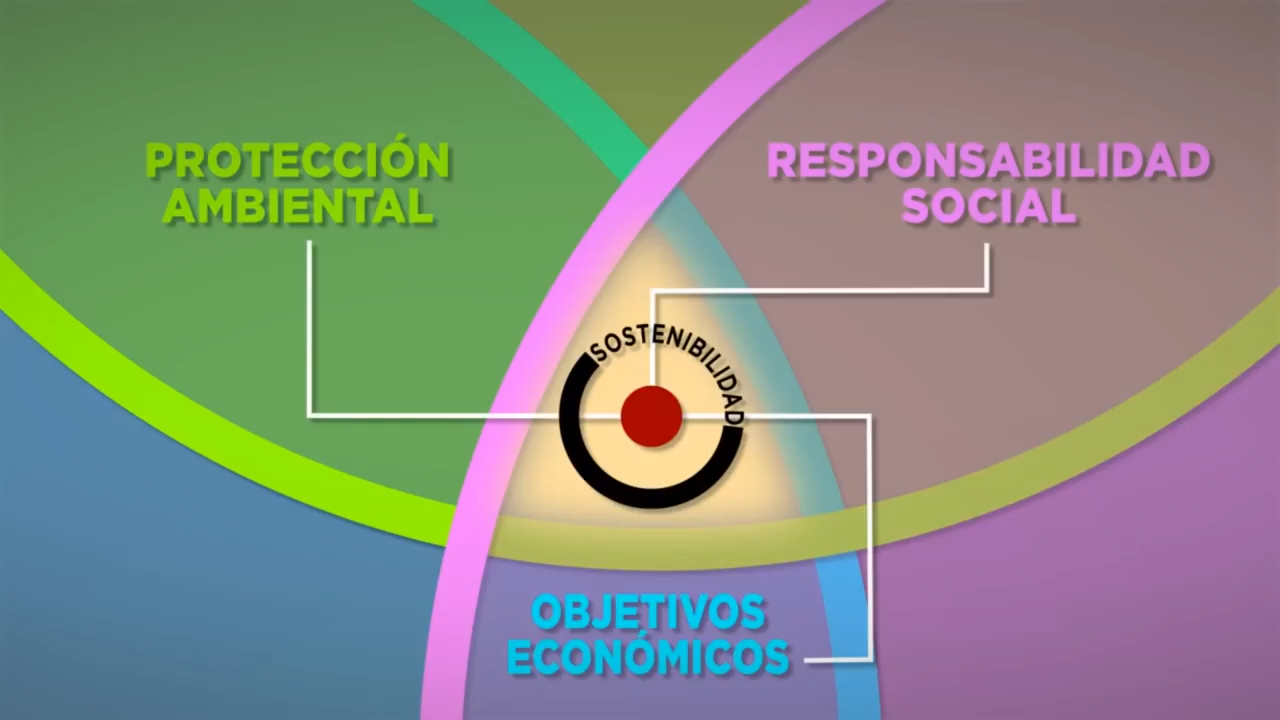 PROTECCIÓN
AMBIENTAL
RESPONSABILIDAD
SOCIAL
SOSTENIBILIDAD
OBJETIVOS
ECONÓMICOS